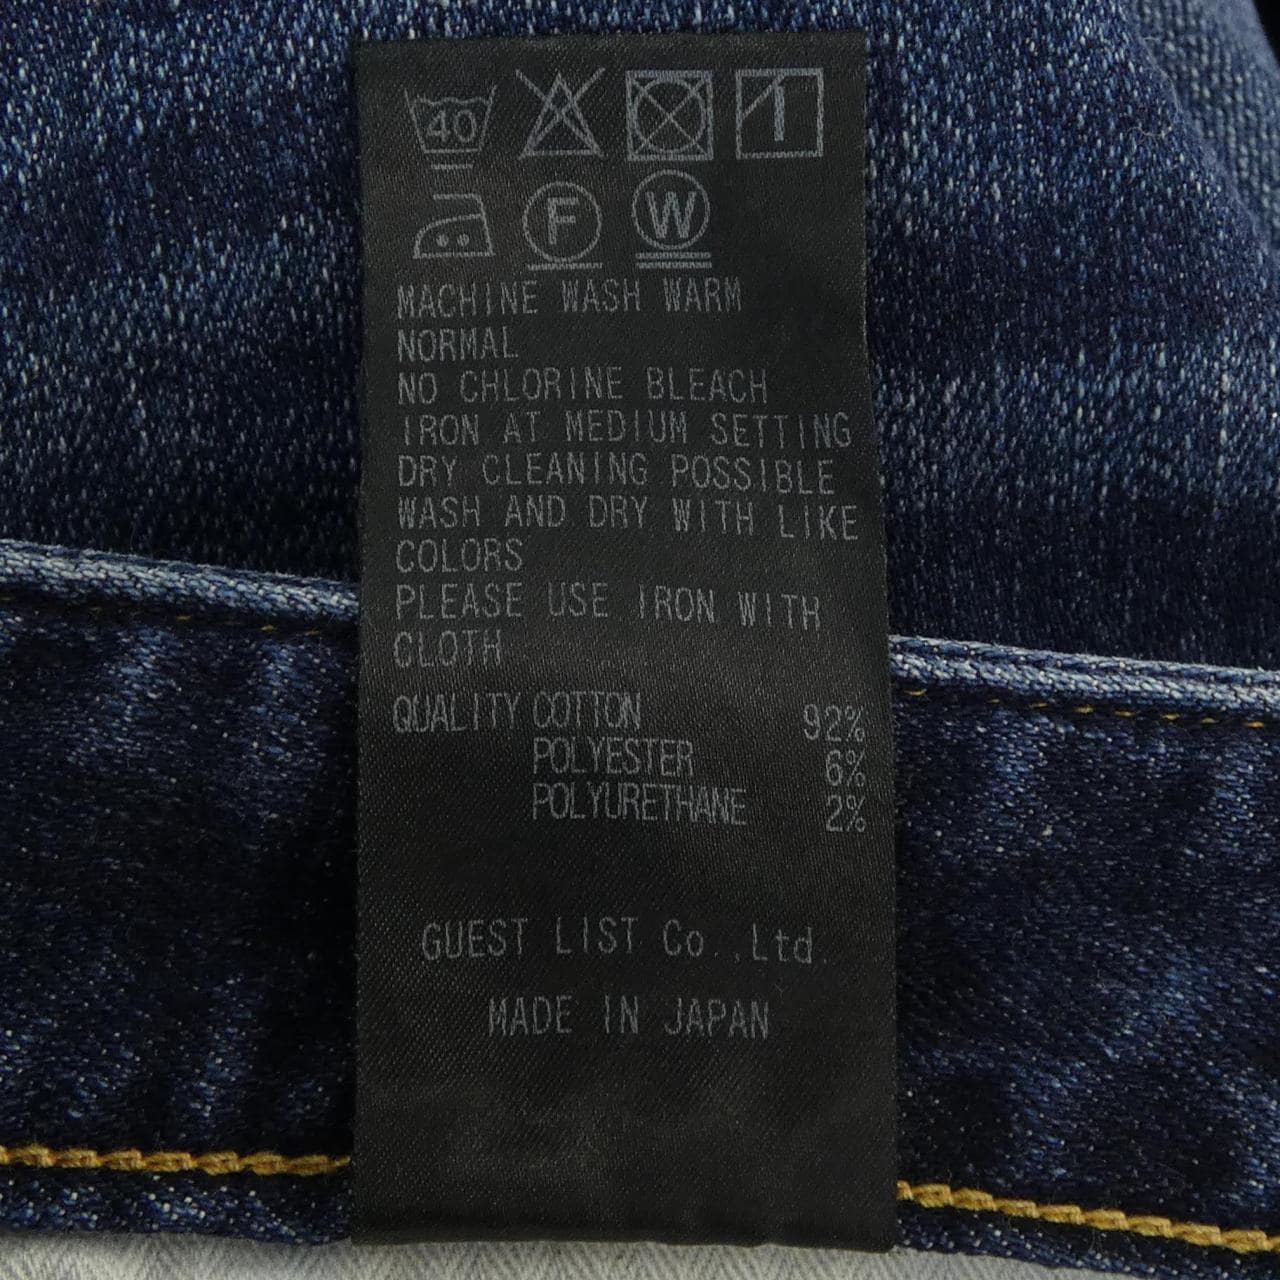 40
F W
MACHINE WASH WARM
NORMAL
NO CHLORINE BLEACH
IRON AT MEDIUM SETTING
DRY CLEANING POSSIBLE
WASH AND DRY WITH LIKE
COLORS
PLEASE USE IRON WITH
CLOTH
QUALITY COTTON 92%
POLYESTER 6%
POLYURETHANE 2%
GUEST LIST Co.,Ltd.
MADE IN JAPAN